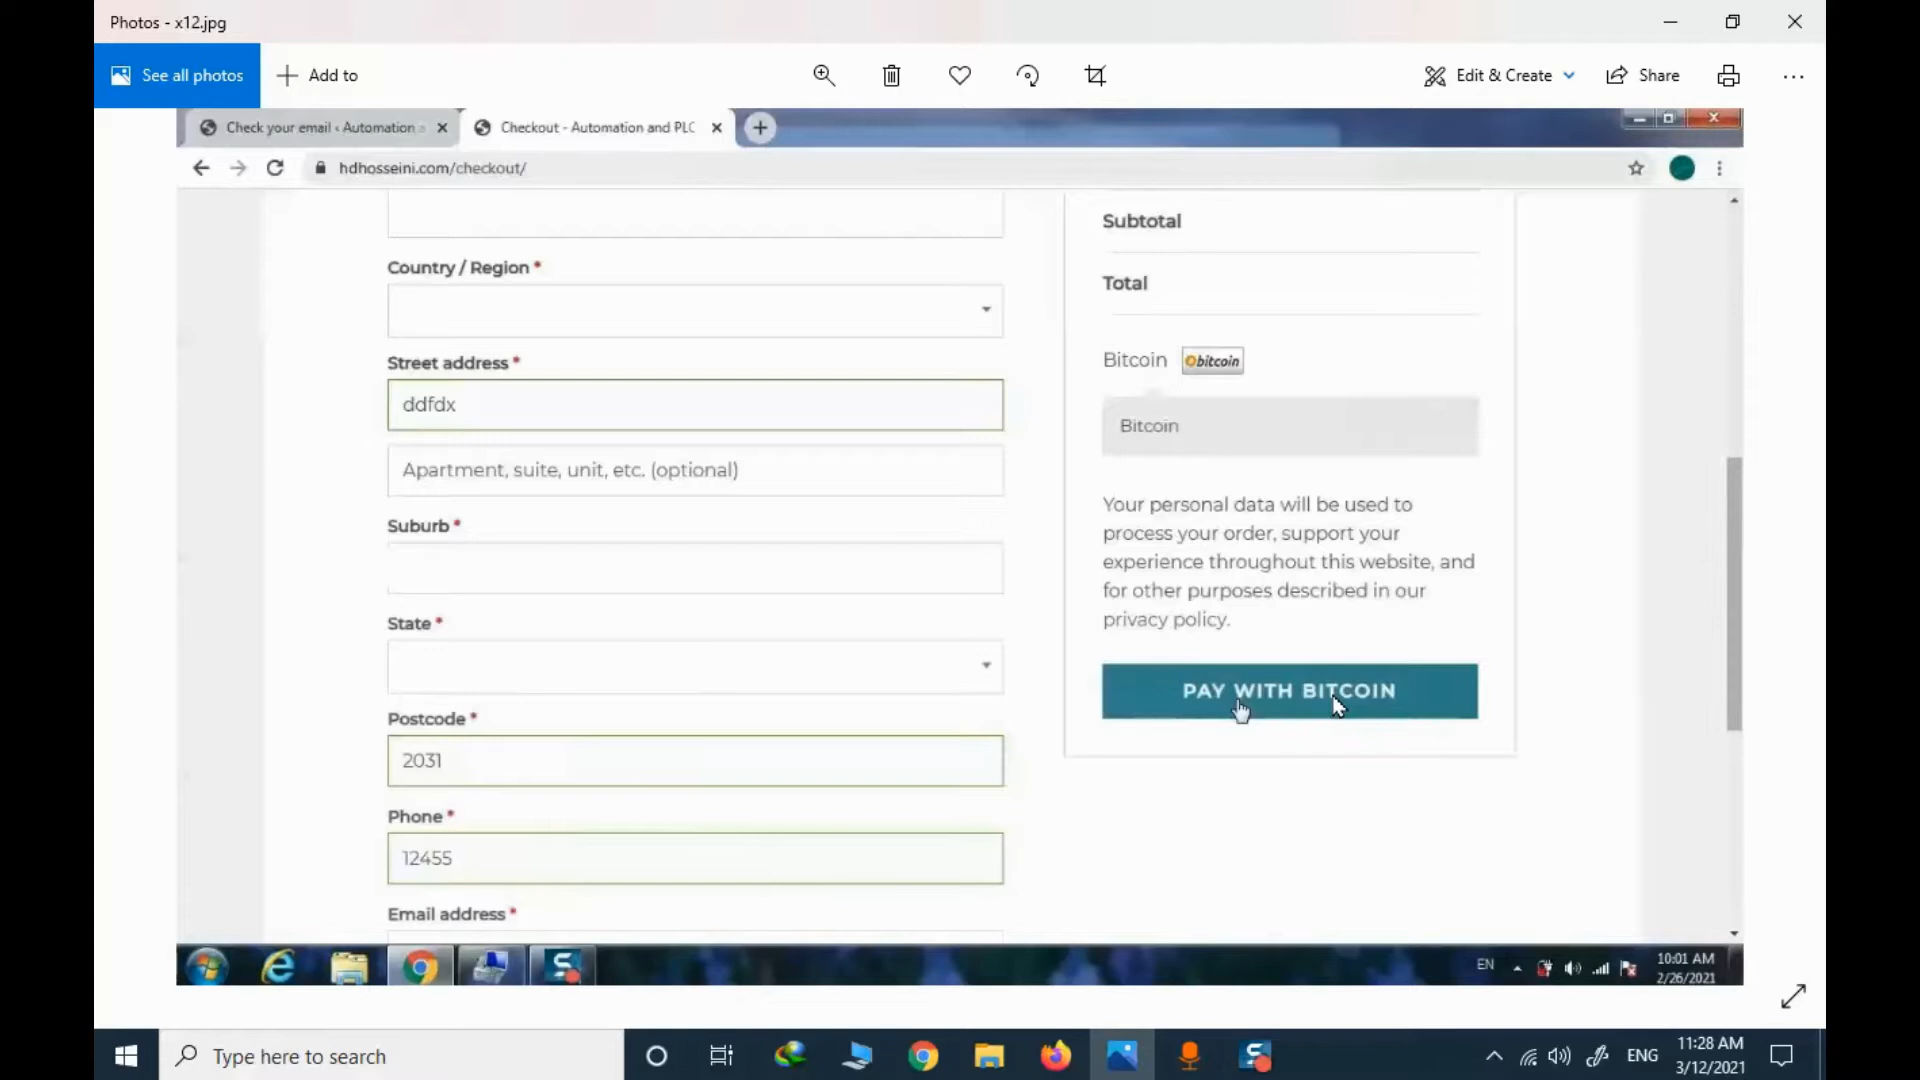 Photos - x12.jpg
See all photos
Add to
Edit & Create
Share
Check your email ‹ Automation a
Checkout - Automation and PLC
hdhosseini.com/checkout/
Country / Region *
Street address *
ddfdx
Apartment, suite, unit, etc. (optional)
Suburb *
State *
Postcode *
2031
Phone *
12455
Email address *
Subtotal
Total
Bitcoin
bitcoin
Bitcoin
Your personal data will be used to
process your order, support your
experience throughout this website, and
for other purposes described in our
privacy policy.
PAY WITH BITCOIN
EN
10:01 AM
2/26/2021
Type here to search
ENG
11:28 AM
3/12/2021